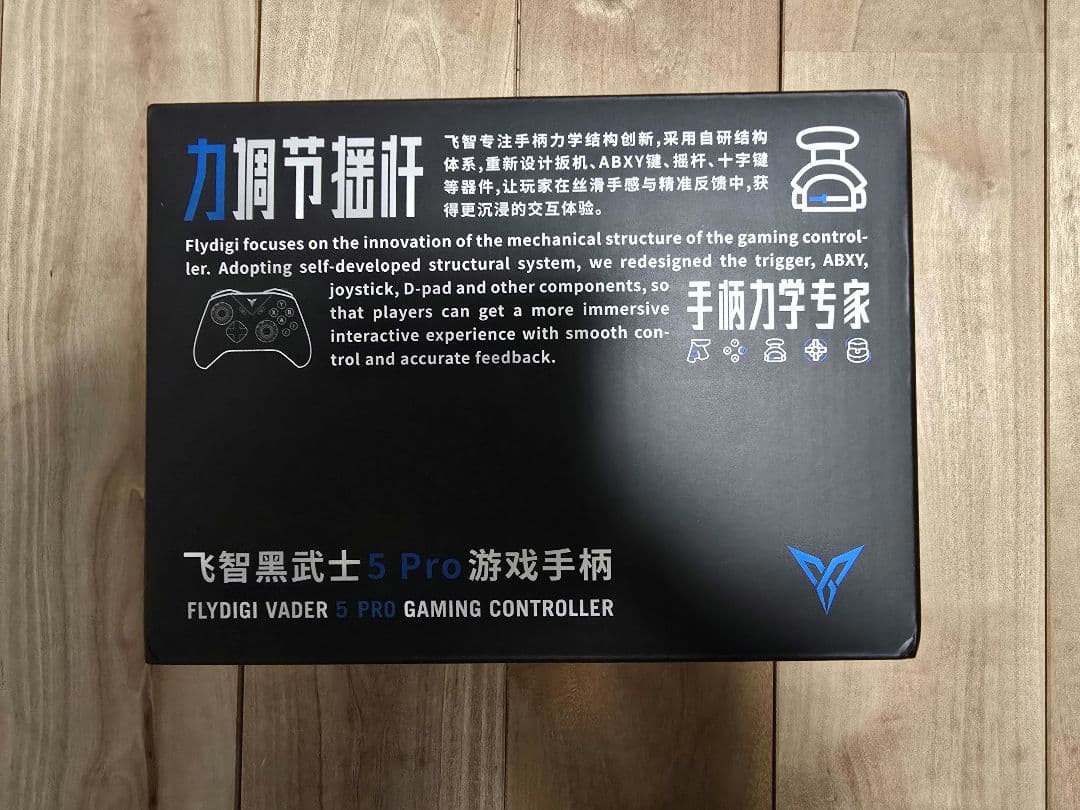 力调节摇杆
飞智专注手柄力学结构创新,采用自研结构
体系,重新设计扳机、ABXY键、摇杆、十字键
等器件,让玩家在丝滑手感与精准反馈中,获
得更沉浸的交互体验。
Flydigi focuses on the innovation of the mechanical structure of the gaming control-
ler. Adopting self-developed structural system, we redesigned the trigger, ABXY,
joystick, D-pad and other components, so
that players can get a more immersive
interactive experience with smooth con-
trol and accurate feedback.
手柄力学专家
飞智黑武士5 Pro游戏手柄
FLYDIGI VADER 5 PRO GAMING CONTROLLER